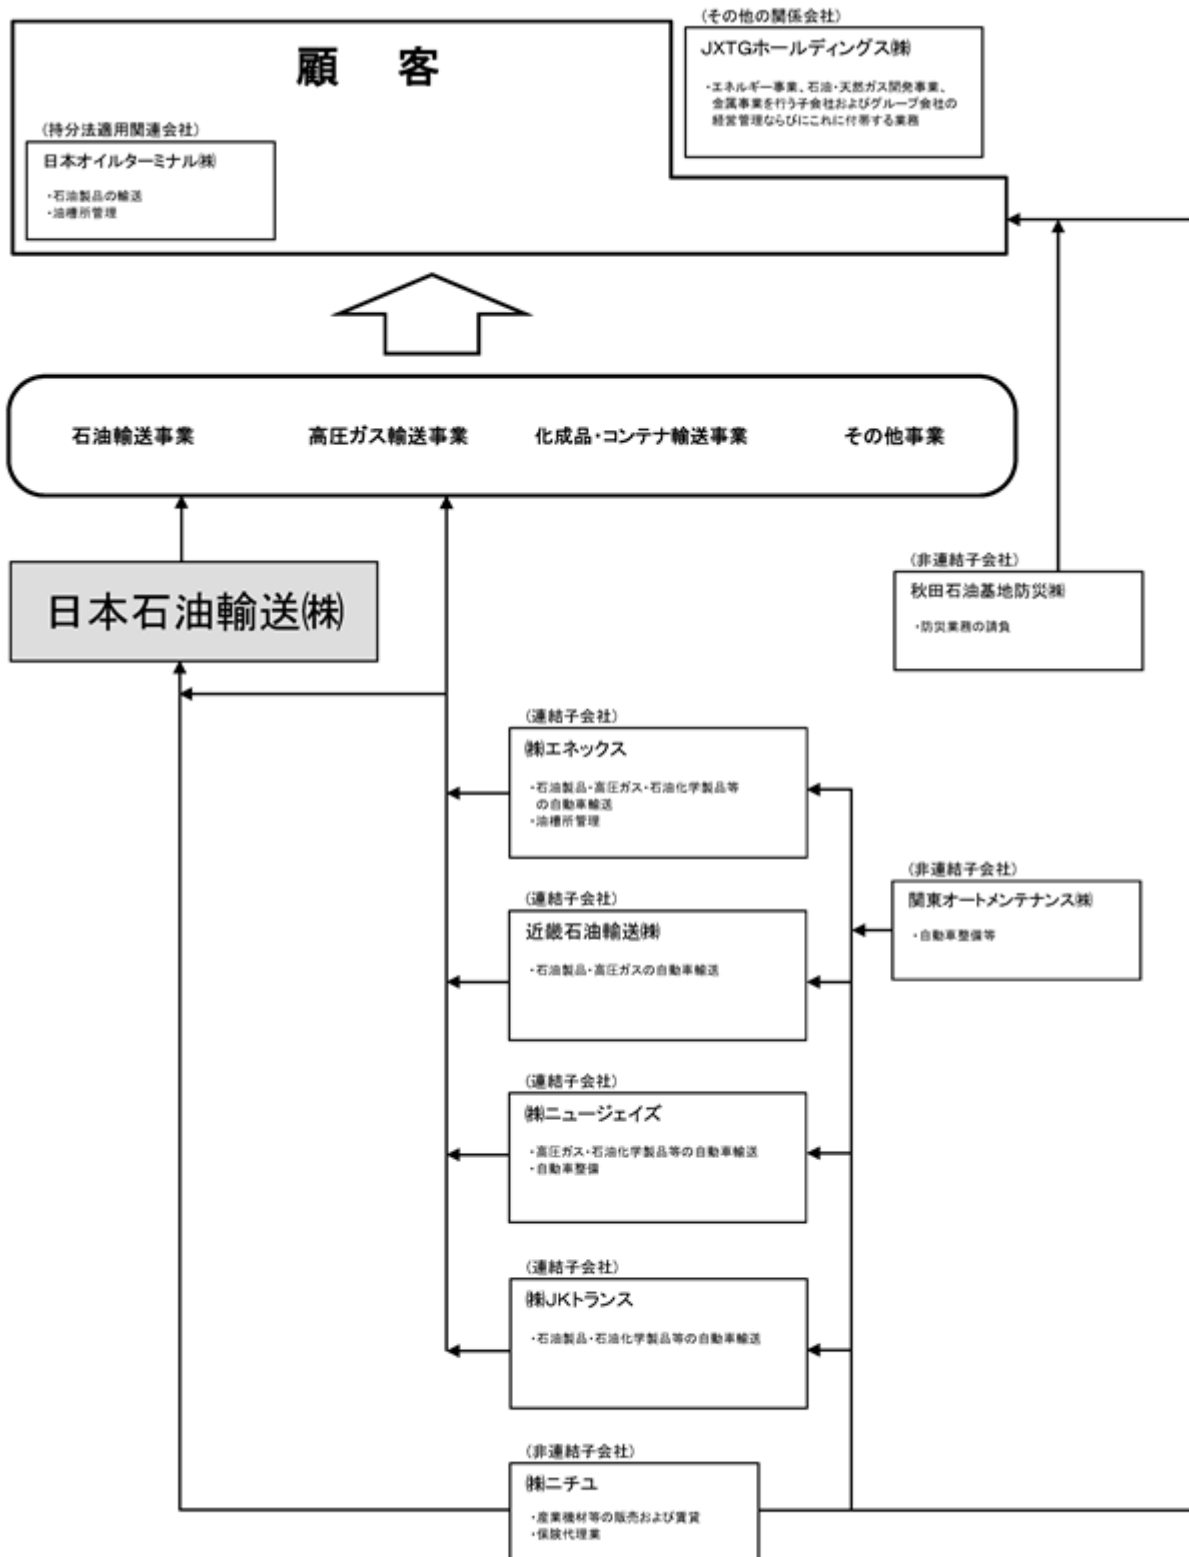 (その他の関係会社)
JXTGホールディングス㈱
・エネルギー事業、石油・天然ガス開発事業、
金属事業を行う子会社およびグループ会社の
経営管理ならびにこれに付帯する業務
顧 客
(持分法適用関連会社)
日本オイルターミナル㈱
・石油製品の輸送
・油槽所管理
石油輸送事業 高圧ガス輸送事業 化成品・コンテナ輸送事業 その他事業
日本石油輸送㈱
(非連結子会社)
秋田石油基地防災㈱
・防災業務の請負
(連結子会社)
㈱エネックス
・石油製品・高圧ガス・石油化学製品等
の自動車輸送
・油槽所管理
(非連結子会社)
関東オートメンテナンス㈱
・自動車整備等
(連結子会社)
近畿石油輸送㈱
・石油製品・高圧ガスの自動車輸送
(連結子会社)
㈱ニュージェイズ
・高圧ガス・石油化学製品等の自動車輸送
・自動車整備
(連結子会社)
㈱JKトランス
・石油製品・石油化学製品等の自動車輸送
(非連結子会社)
㈱ニチユ
・産業機材等の販売および賃貸
・保険代理業